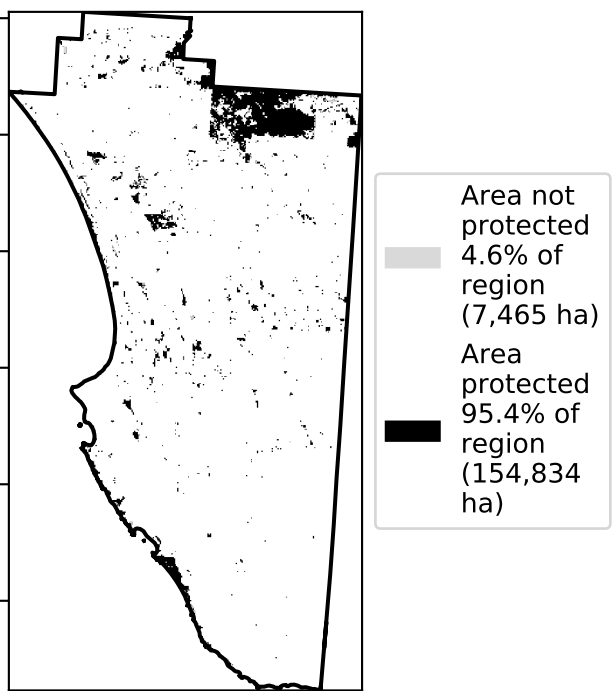 Area not
protected
4.6% of
region
(7,465 ha)
Area
protected
95.4% of
region
(154,834
ha)